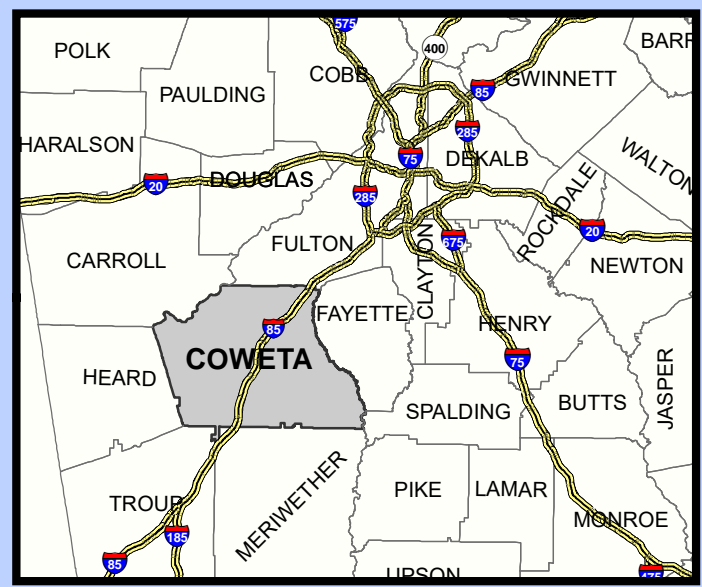 575
POLK
400
BARR
COBB
GWINNETT
PAULDING
85
285
HARALSON
75
DEKALB
WALTON
20
DOUGLAS
285
ROCKDALE
20
FULTON
675
CARROLL
CLAYTON
NEWTON
FAYETTE
85
HENRY
COWETA
75
HEARD
JASPER
BUTTS
SPALDING
PIKE
LAMAR
TROUP
MERIWETHER
MONROE
185
85
UPSON
475